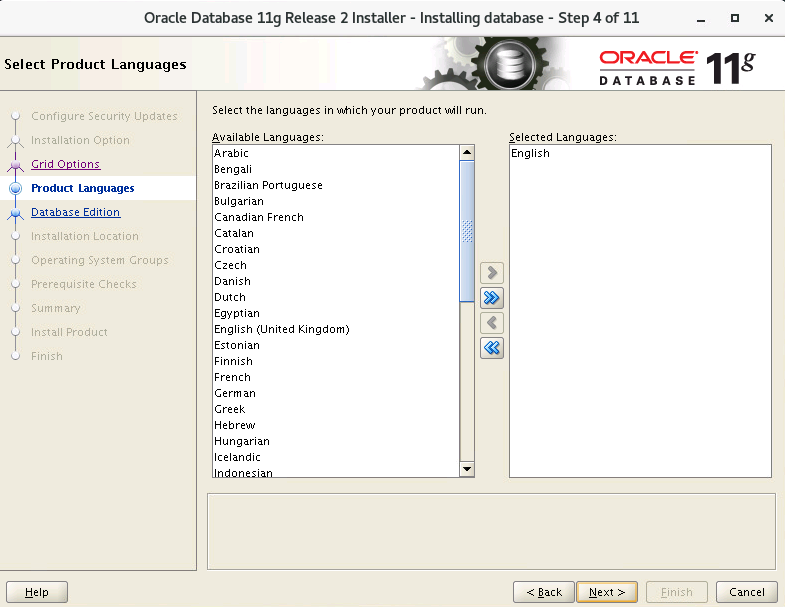 Oracle Database 11g Release 2 Installer - Installing database - Step 4 of 11
Select Product Languages
ORACLE
DATABASE
11g
Configure Security Updates
Installation Option
Grid Options
Product Languages
Database Edition
Installation Location
Operating System Groups
Prerequisite Checks
Summary
Install Product
Finish
Select the languages in which your product will run.
Available Languages:
Arabic
Bengali
Brazilian Portuguese
Bulgarian
Canadian French
Catalan
Croatian
Czech
Danish
Dutch
Egyptian
English (United Kingdom)
Estonian
Finnish
French
German
Greek
Hebrew
Hungarian
Icelandic
Indonesian
Selected Languages:
English
Help
< Back
Next >
Finish
Cancel